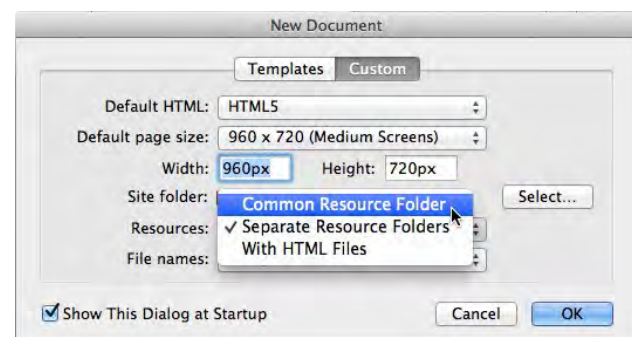 New Document
Templates Custom
Default HTML: HTML5
Default page size: 960 x 720 (Medium Screens)
Width: 960px Height: 720px
Site folder: Select...
Common Resource Folder
Resources: ✓ Separate Resource Folders
With HTML Files
File names:
Show This Dialog at Startup Cancel OK